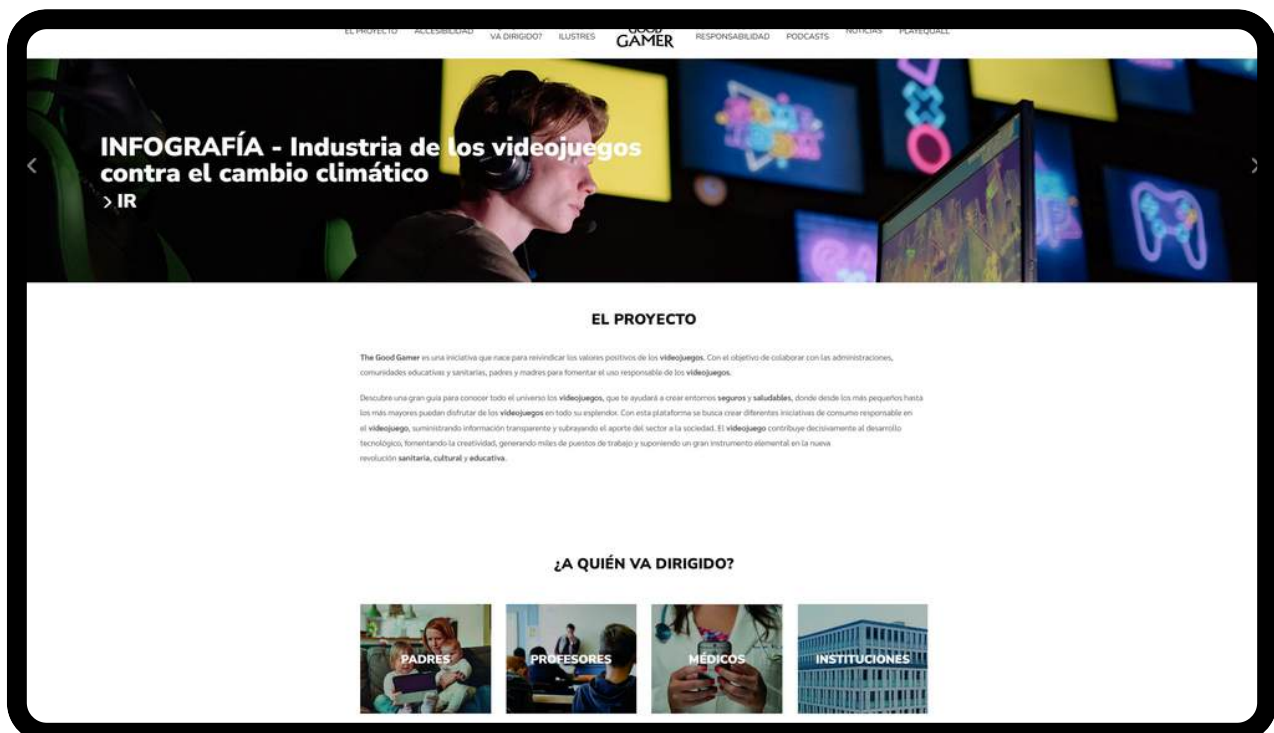 EL PROYECTO
ACCESIBILIDAD
VA DIRIGIDO?
ILUSTRES
GOOD
GAMER
RESPONSABILIDAD
PODCASTS
NOTICIAS
PLAYEQUALL
INFOGRAFÍA - Industria de los videojuegos
contra el cambio climático
> IR
EL PROYECTO
The Good Gamer es una iniciativa que nace para reivindicar los valores positivos de los videojuegos. Con el objetivo de colaborar con las administraciones,
comunidades educativas y sanitarias, padres y madres para fomentar el uso responsable de los videojuegos.
Descubre una gran guía para conocer todo el universo los videojuegos, que te ayudará a crear entornos seguros y saludables, donde desde los más pequeños hasta
los más mayores puedan disfrutar de los videojuegos en todo su esplendor. Con esta plataforma se busca crear diferentes iniciativas de consumo responsable en
el videojuego, suministrando información transparente y subrayando el aporte del sector a la sociedad. El videojuego contribuye decisivamente al desarrollo
tecnológico, fomentando la creatividad, generando miles de puestos de trabajo y suponiendo un gran instrumento elemental en la nueva
revolución sanitaria, cultural y educativa.
¿A QUIÉN VA DIRIGIDO?
PADRES
PROFESORES
MÉDICOS
INSTITUCIONES